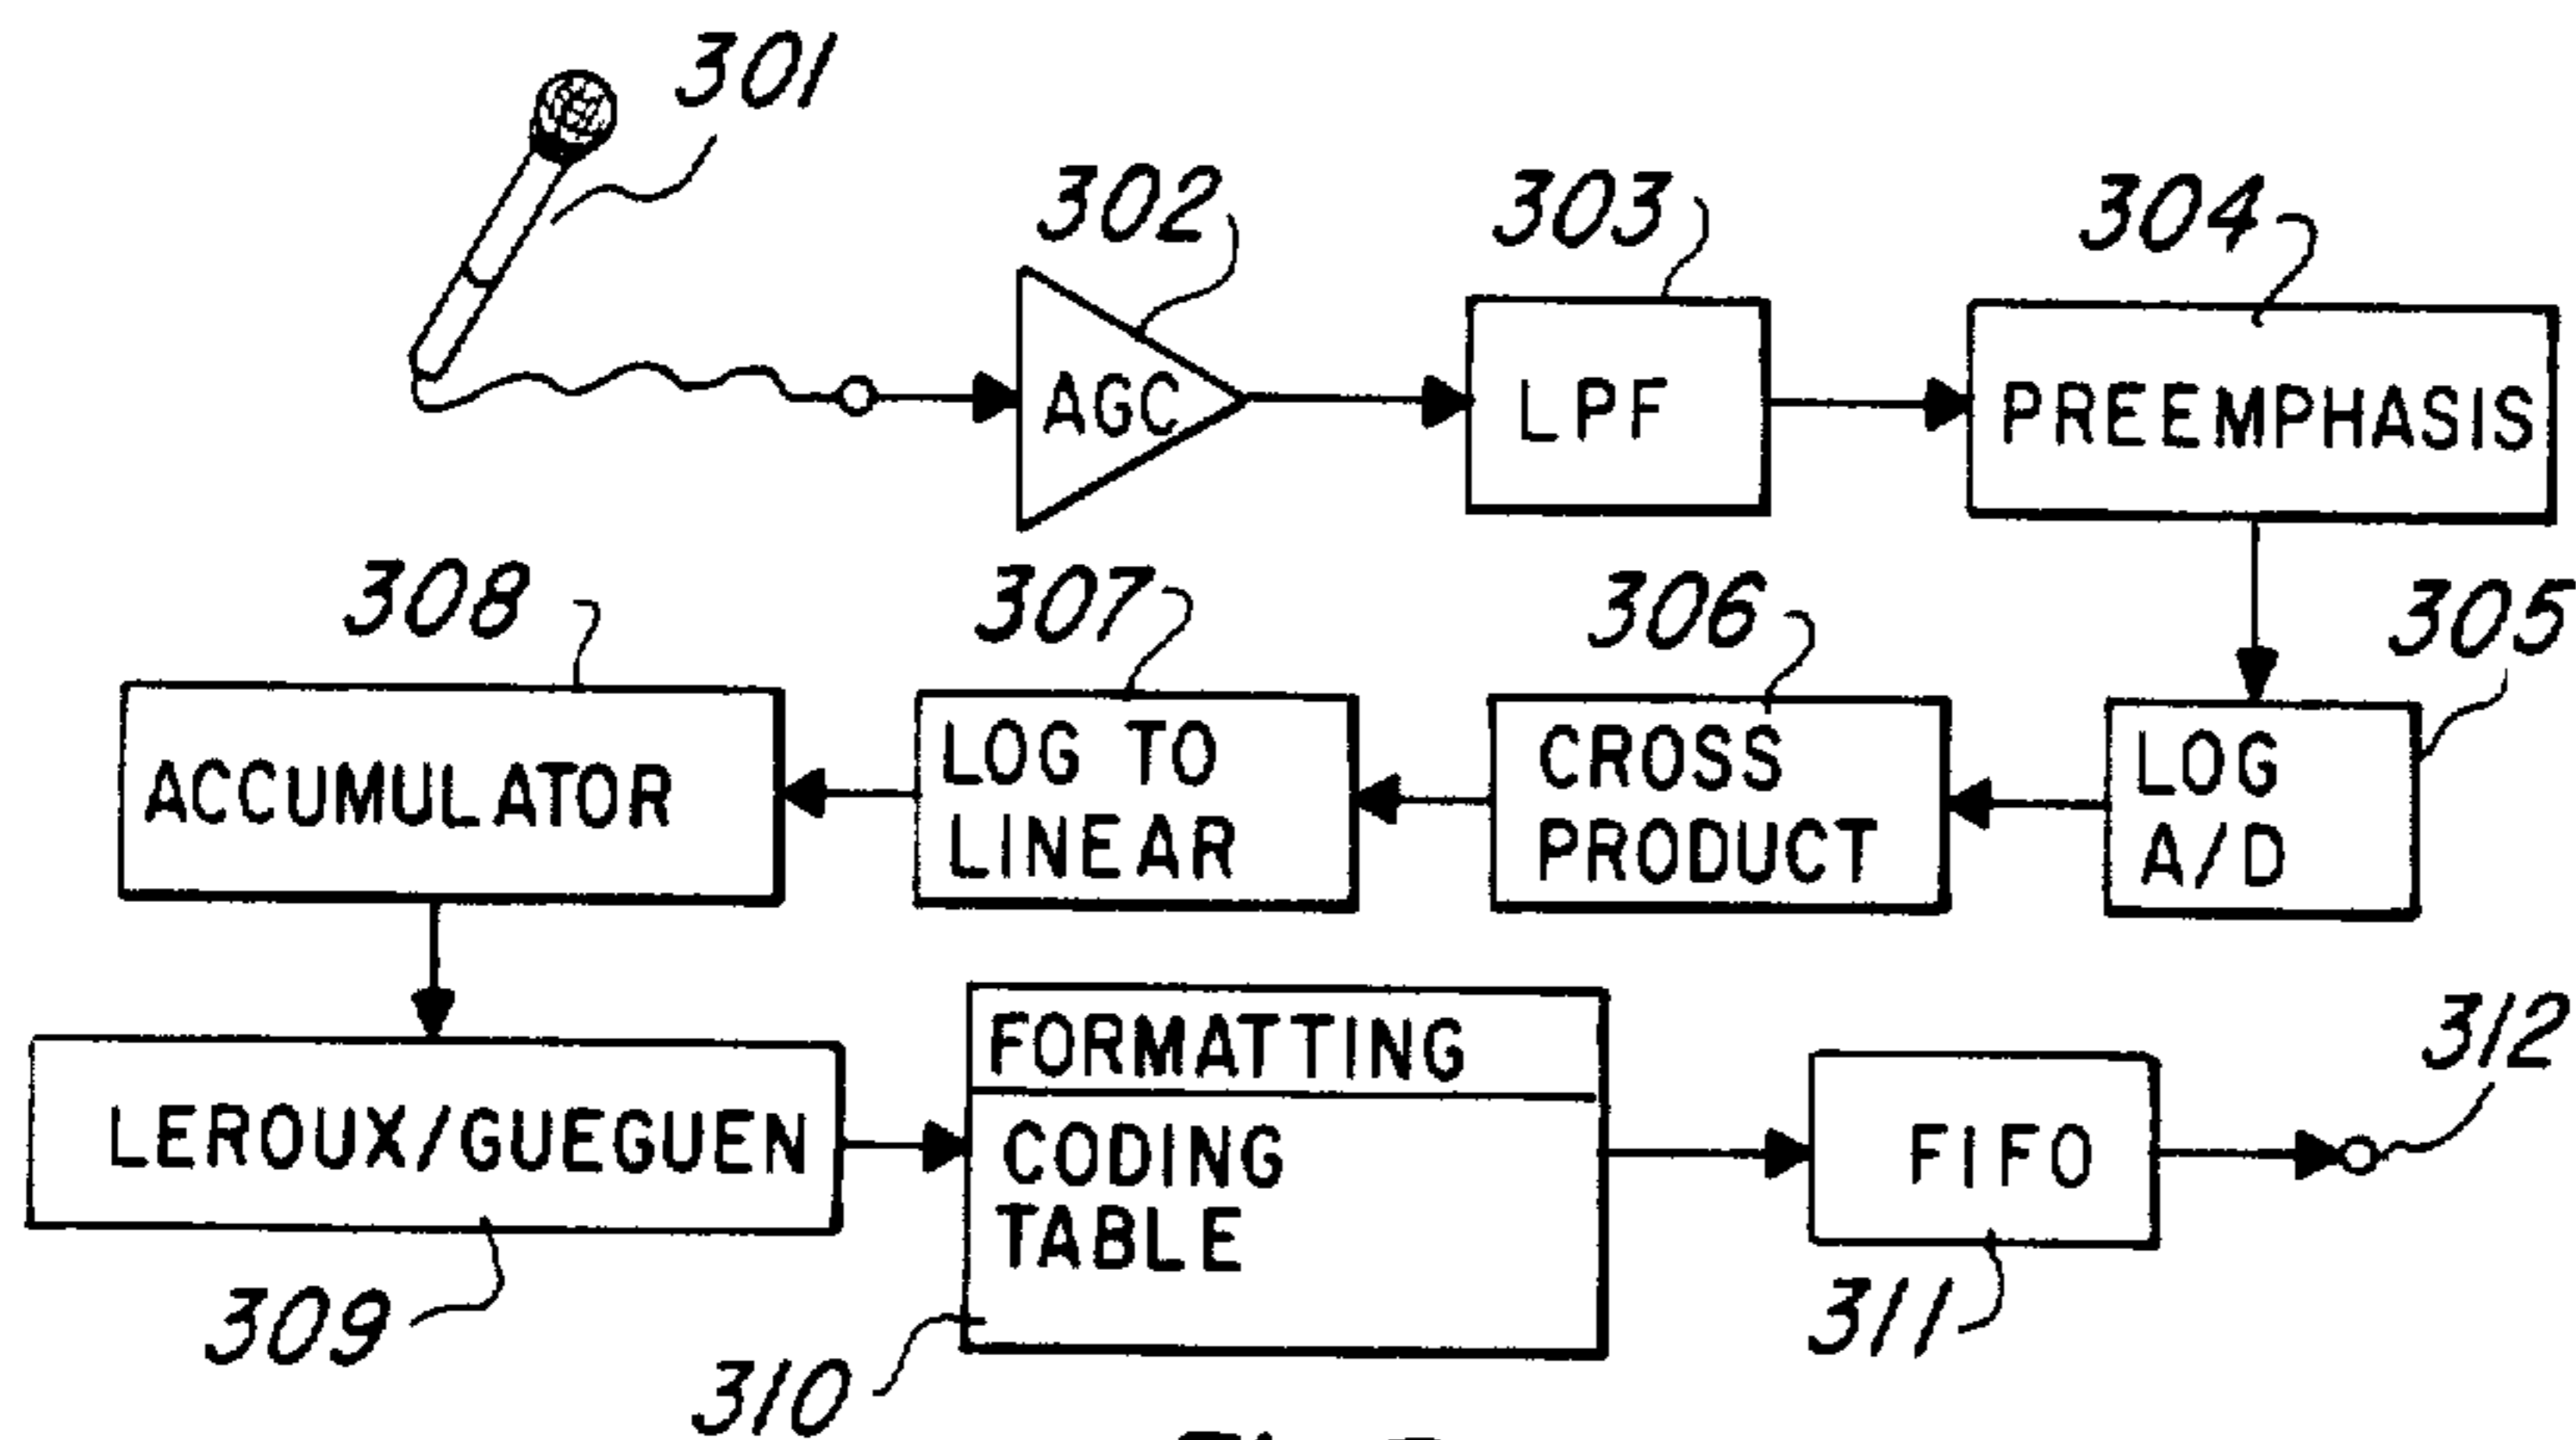 301
302
303
304
AGC
LPF
PREEMPHASIS
308
307
306
305
ACCUMULATOR
LOG TO
LINEAR
CROSS
PRODUCT
LOG
A/D
312
LEROUX/GUEGUEN
FORMATTING
CODING
TABLE
FIFO
309
310
311